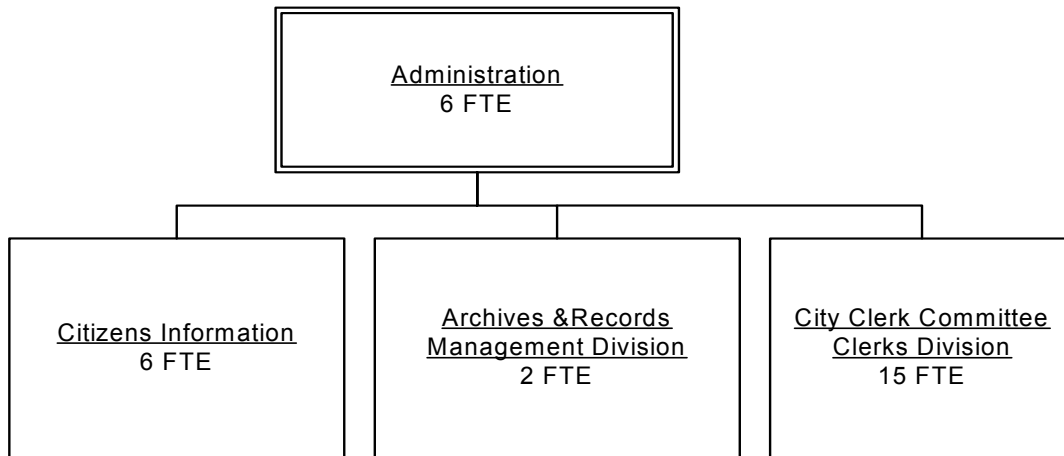 Administration
6 FTE
Citizens Information
6 FTE
Archives &Records
Management Division
2 FTE
City Clerk Committee
Clerks Division
15 FTE